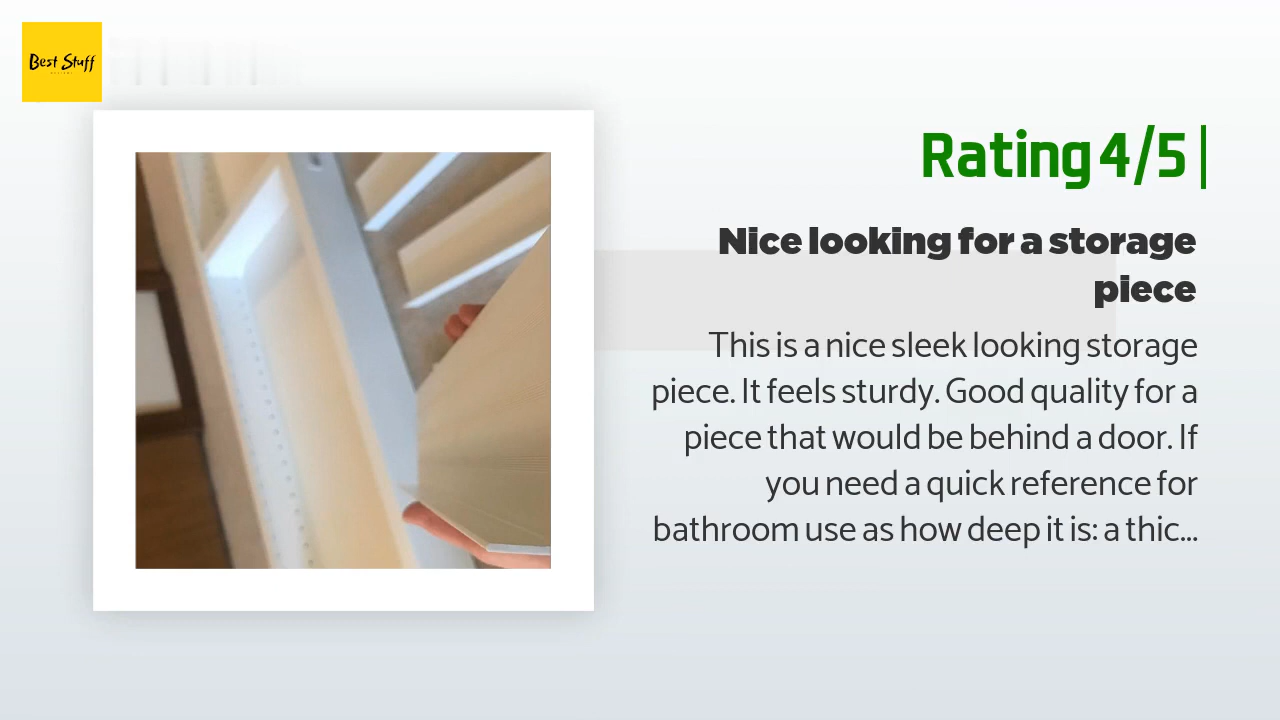 Best Stuff
Rating 4/5 |
Nice looking for a storage
piece
This is a nice sleek looking storage
piece. It feels sturdy. Good quality for a
piece that would be behind a door. If
you need a quick reference for
bathroom use as how deep it is: a thic...